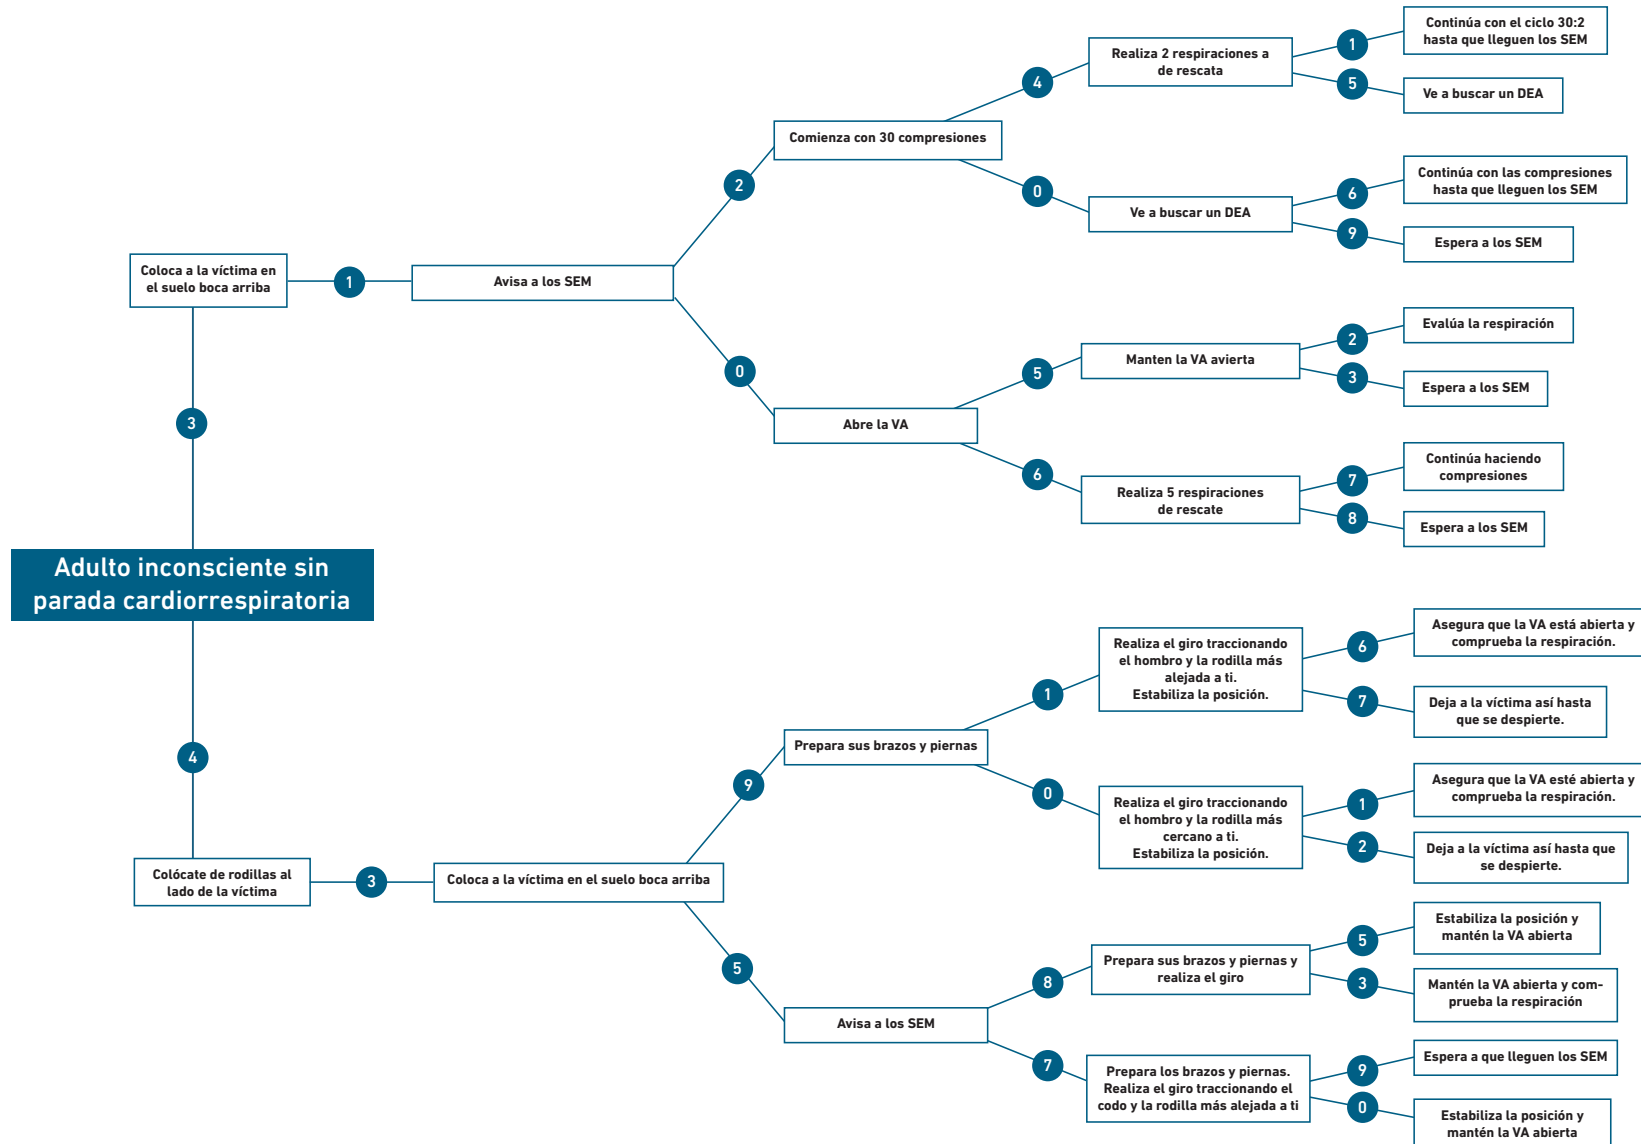 Continúa con el ciclo 30:2
hasta que lleguen los SEM
1
Realiza 2 respiraciones a
de rescata
4
5
Ve a buscar un DEA
Comienza con 30 compresiones
2
0
Continúa con las compresiones
hasta que lleguen los SEM
6
Ve a buscar un DEA
9
Espera a los SEM
Coloca a la víctima en
el suelo boca arriba
1
Avisa a los SEM
0
Evalúa la respiración
2
Manten la VA avierta
5
3
Espera a los SEM
Abre la VA
6
Continúa haciendo
compresiones
7
Realiza 5 respiraciones
de rescate
8
Espera a los SEM
3
Adulto inconsciente sin
parada cardiorrespiratoria
4
Colócate de rodillas al
lado de la víctima
3
Coloca a la víctima en el suelo boca arriba
9
Prepara sus brazos y piernas
1
Realiza el giro traccionando
el hombro y la rodilla más
alejada a ti.
Estabiliza la posición.
6
Asegura que la VA está abierta y
comprueba la respiración.
7
Deja a la víctima así hasta
que se despierte.
0
Realiza el giro traccionando
el hombro y la rodilla más
cercano a ti.
Estabiliza la posición.
1
Asegura que la VA esté abierta y
comprueba la respiración.
2
Deja a la víctima así hasta que
se despierte.
5
Avisa a los SEM
8
Prepara sus brazos y piernas y
realiza el giro
5
Estabiliza la posición y
mantén la VA abierta
3
Mantén la VA abierta y com-
prueba la respiración
7
Prepara los brazos y piernas.
Realiza el giro traccionando el
codo y la rodilla más alejada a ti
9
Espera a que lleguen los SEM
0
Estabiliza la posición y
mantén la VA abierta